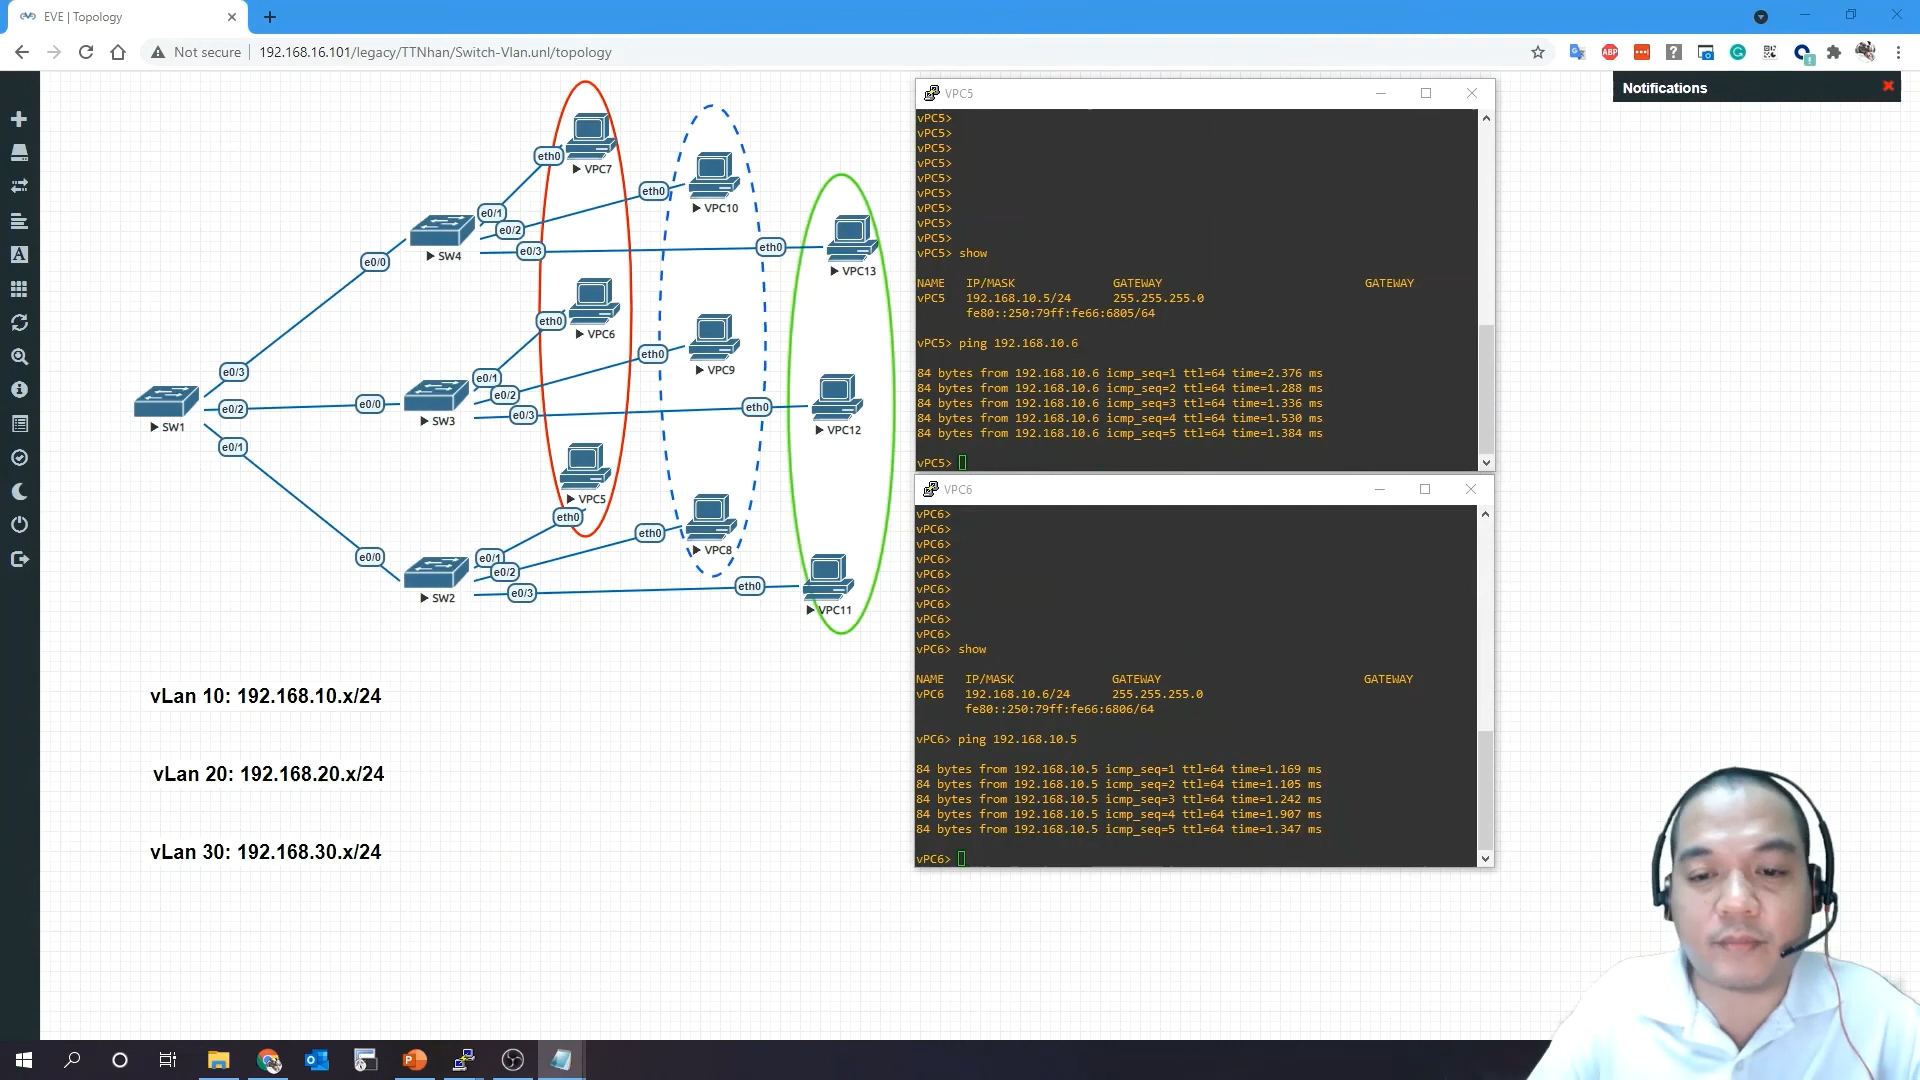 EVE | Topology
Not secure
192.168.16.101/legacy/TTNhan/Switch-Vlan.unl/topology
ABP
Notifications
eth0
VPC7
eth0
VPC10
e0/1
e0/2
e0/3
SW4
e0/0
eth0
VPC13
eth0
VPC6
eth0
VPC9
e0/3
e0/2
e0/1
SW1
e0/0
e0/1
e0/2
e0/3
SW3
eth0
VPC12
VPC5
eth0
eth0
VPC8
e0/0
e0/1
e0/2
e0/3
SW2
eth0
VPC11
vLan 10: 192.168.10.x/24
vLan 20: 192.168.20.x/24
vLan 30: 192.168.30.x/24
VPC5
vPC5>
vPC5>
vPC5>
vPC5>
vPC5>
vPC5>
vPC5>
vPC5>
vPC5>
vPC5> show
NAME IP/MASK GATEWAY GATEWAY
vPC5 192.168.10.5/24 255.255.255.0
fe80::250:79ff:fe66:6805/64
vPC5> ping 192.168.10.6
84 bytes from 192.168.10.6 icmp_seq=1 ttl=64 time=2.376 ms
84 bytes from 192.168.10.6 icmp_seq=2 ttl=64 time=1.288 ms
84 bytes from 192.168.10.6 icmp_seq=3 ttl=64 time=1.336 ms
84 bytes from 192.168.10.6 icmp_seq=4 ttl=64 time=1.530 ms
84 bytes from 192.168.10.6 icmp_seq=5 ttl=64 time=1.384 ms
vPC5>
VPC6
vPC6>
vPC6>
vPC6>
vPC6>
vPC6>
vPC6>
vPC6>
vPC6>
vPC6>
vPC6> show
NAME IP/MASK GATEWAY GATEWAY
vPC6 192.168.10.6/24 255.255.255.0
fe80::250:79ff:fe66:6806/64
vPC6> ping 192.168.10.5
84 bytes from 192.168.10.5 icmp_seq=1 ttl=64 time=1.169 ms
84 bytes from 192.168.10.5 icmp_seq=2 ttl=64 time=1.105 ms
84 bytes from 192.168.10.5 icmp_seq=3 ttl=64 time=1.242 ms
84 bytes from 192.168.10.5 icmp_seq=4 ttl=64 time=1.907 ms
84 bytes from 192.168.10.5 icmp_seq=5 ttl=64 time=1.347 ms
vPC6>